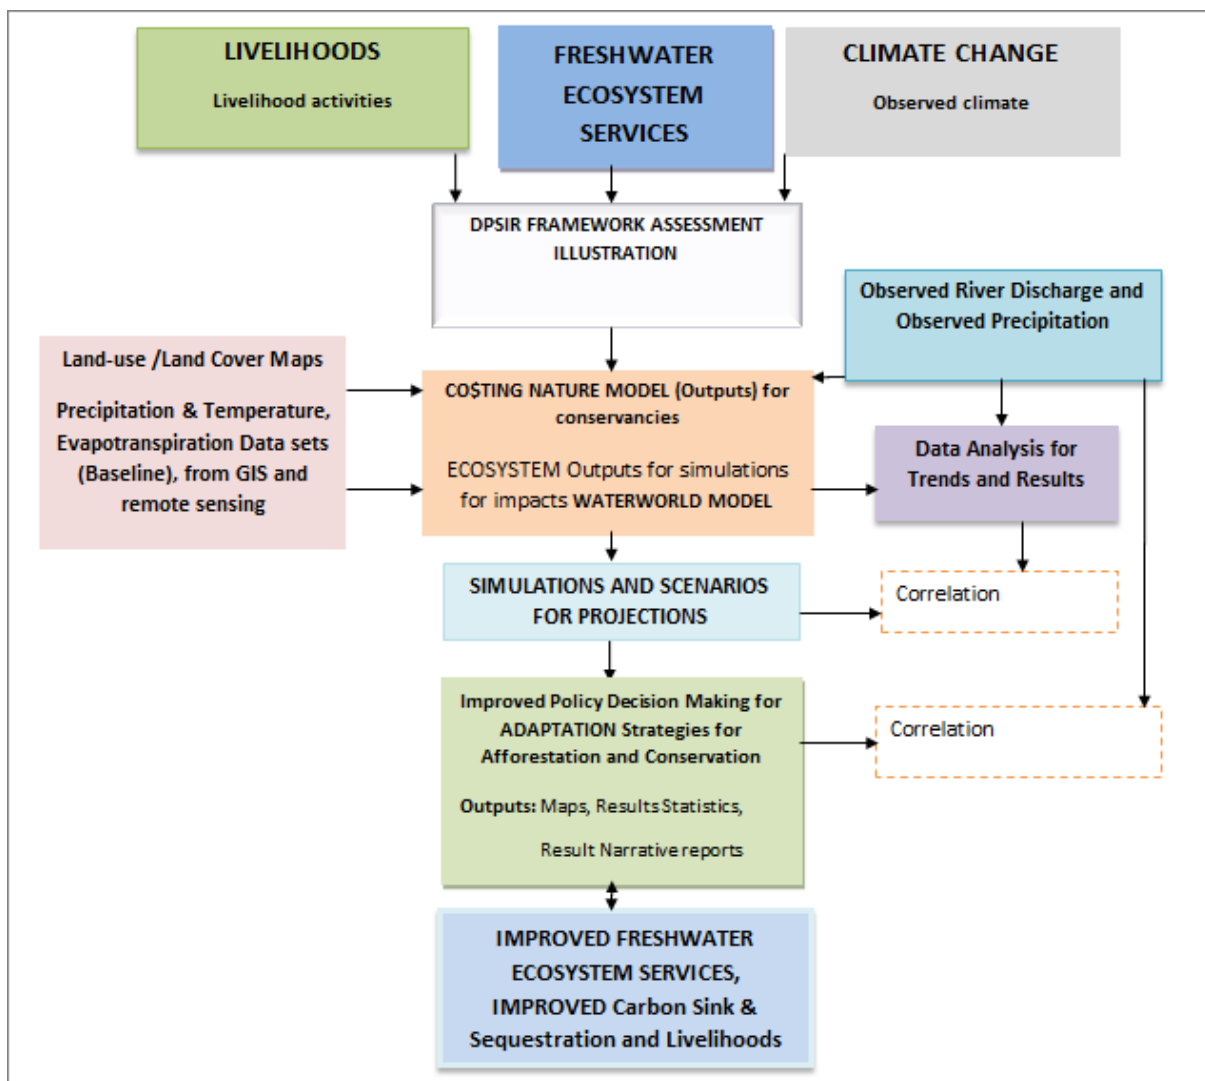 LIVELIHOODS
Livelihood activities
FRESHWATER
ECOSYSTEM
SERVICES
CLIMATE CHANGE
Observed climate
DPSIR FRAMEWORK ASSESSMENT
ILLUSTRATION
Observed River Discharge and
Observed Precipitation
Land-use /Land Cover Maps
Precipitation & Temperature,
Evapotranspiration Data sets
(Baseline), from GIS and
remote sensing
CO$TING NATURE MODEL (Outputs) for
conservancies
ECOSYSTEM Outputs for simulations
for impacts WATERWORLD MODEL
Data Analysis for
Trends and Results
SIMULATIONS AND SCENARIOS
FOR PROJECTIONS
Correlation
Improved Policy Decision Making for
ADAPTATION Strategies for
Afforestation and Conservation
Outputs: Maps, Results Statistics,
Result Narrative reports
Correlation
IMPROVED FRESHWATER
ECOSYSTEM SERVICES,
IMPROVED Carbon Sink &
Sequestration and Livelihoods